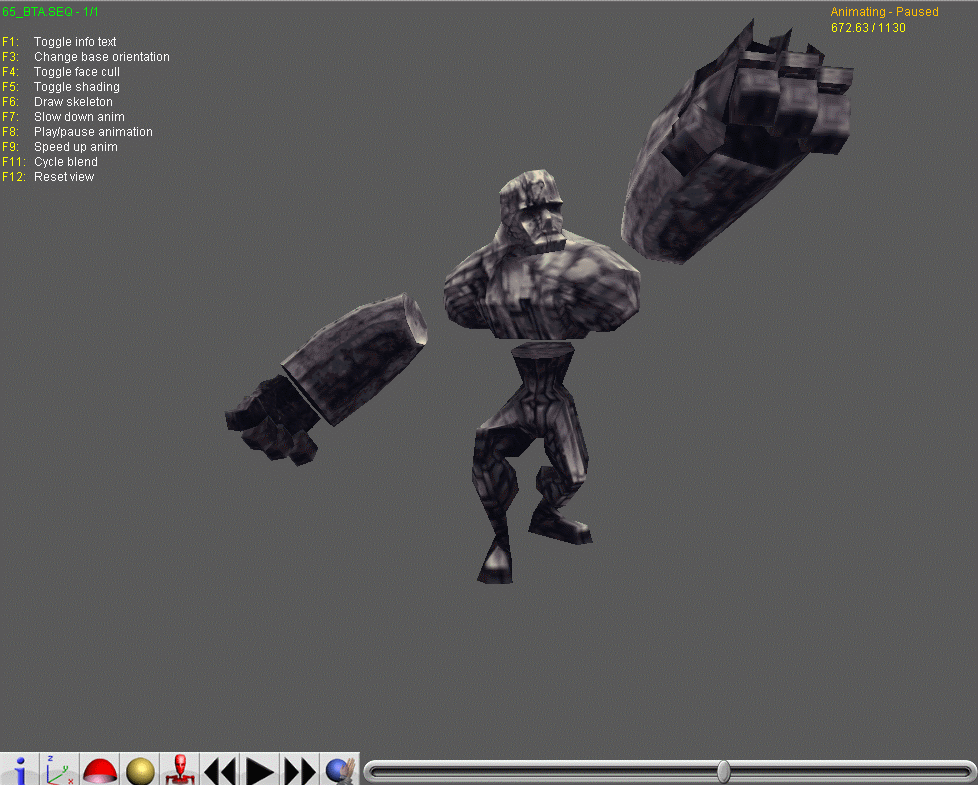 65_BTA.SEQ - 1/1
Animating - Paused
672.63 / 1130
F1: Toggle info text
F3: Change base orientation
F4: Toggle face cull
F5: Toggle shading
F6: Draw skeleton
F7: Slow down anim
F8: Play/pause animation
F9: Speed up anim
F11: Cycle blend
F12: Reset view
i
z
y
x